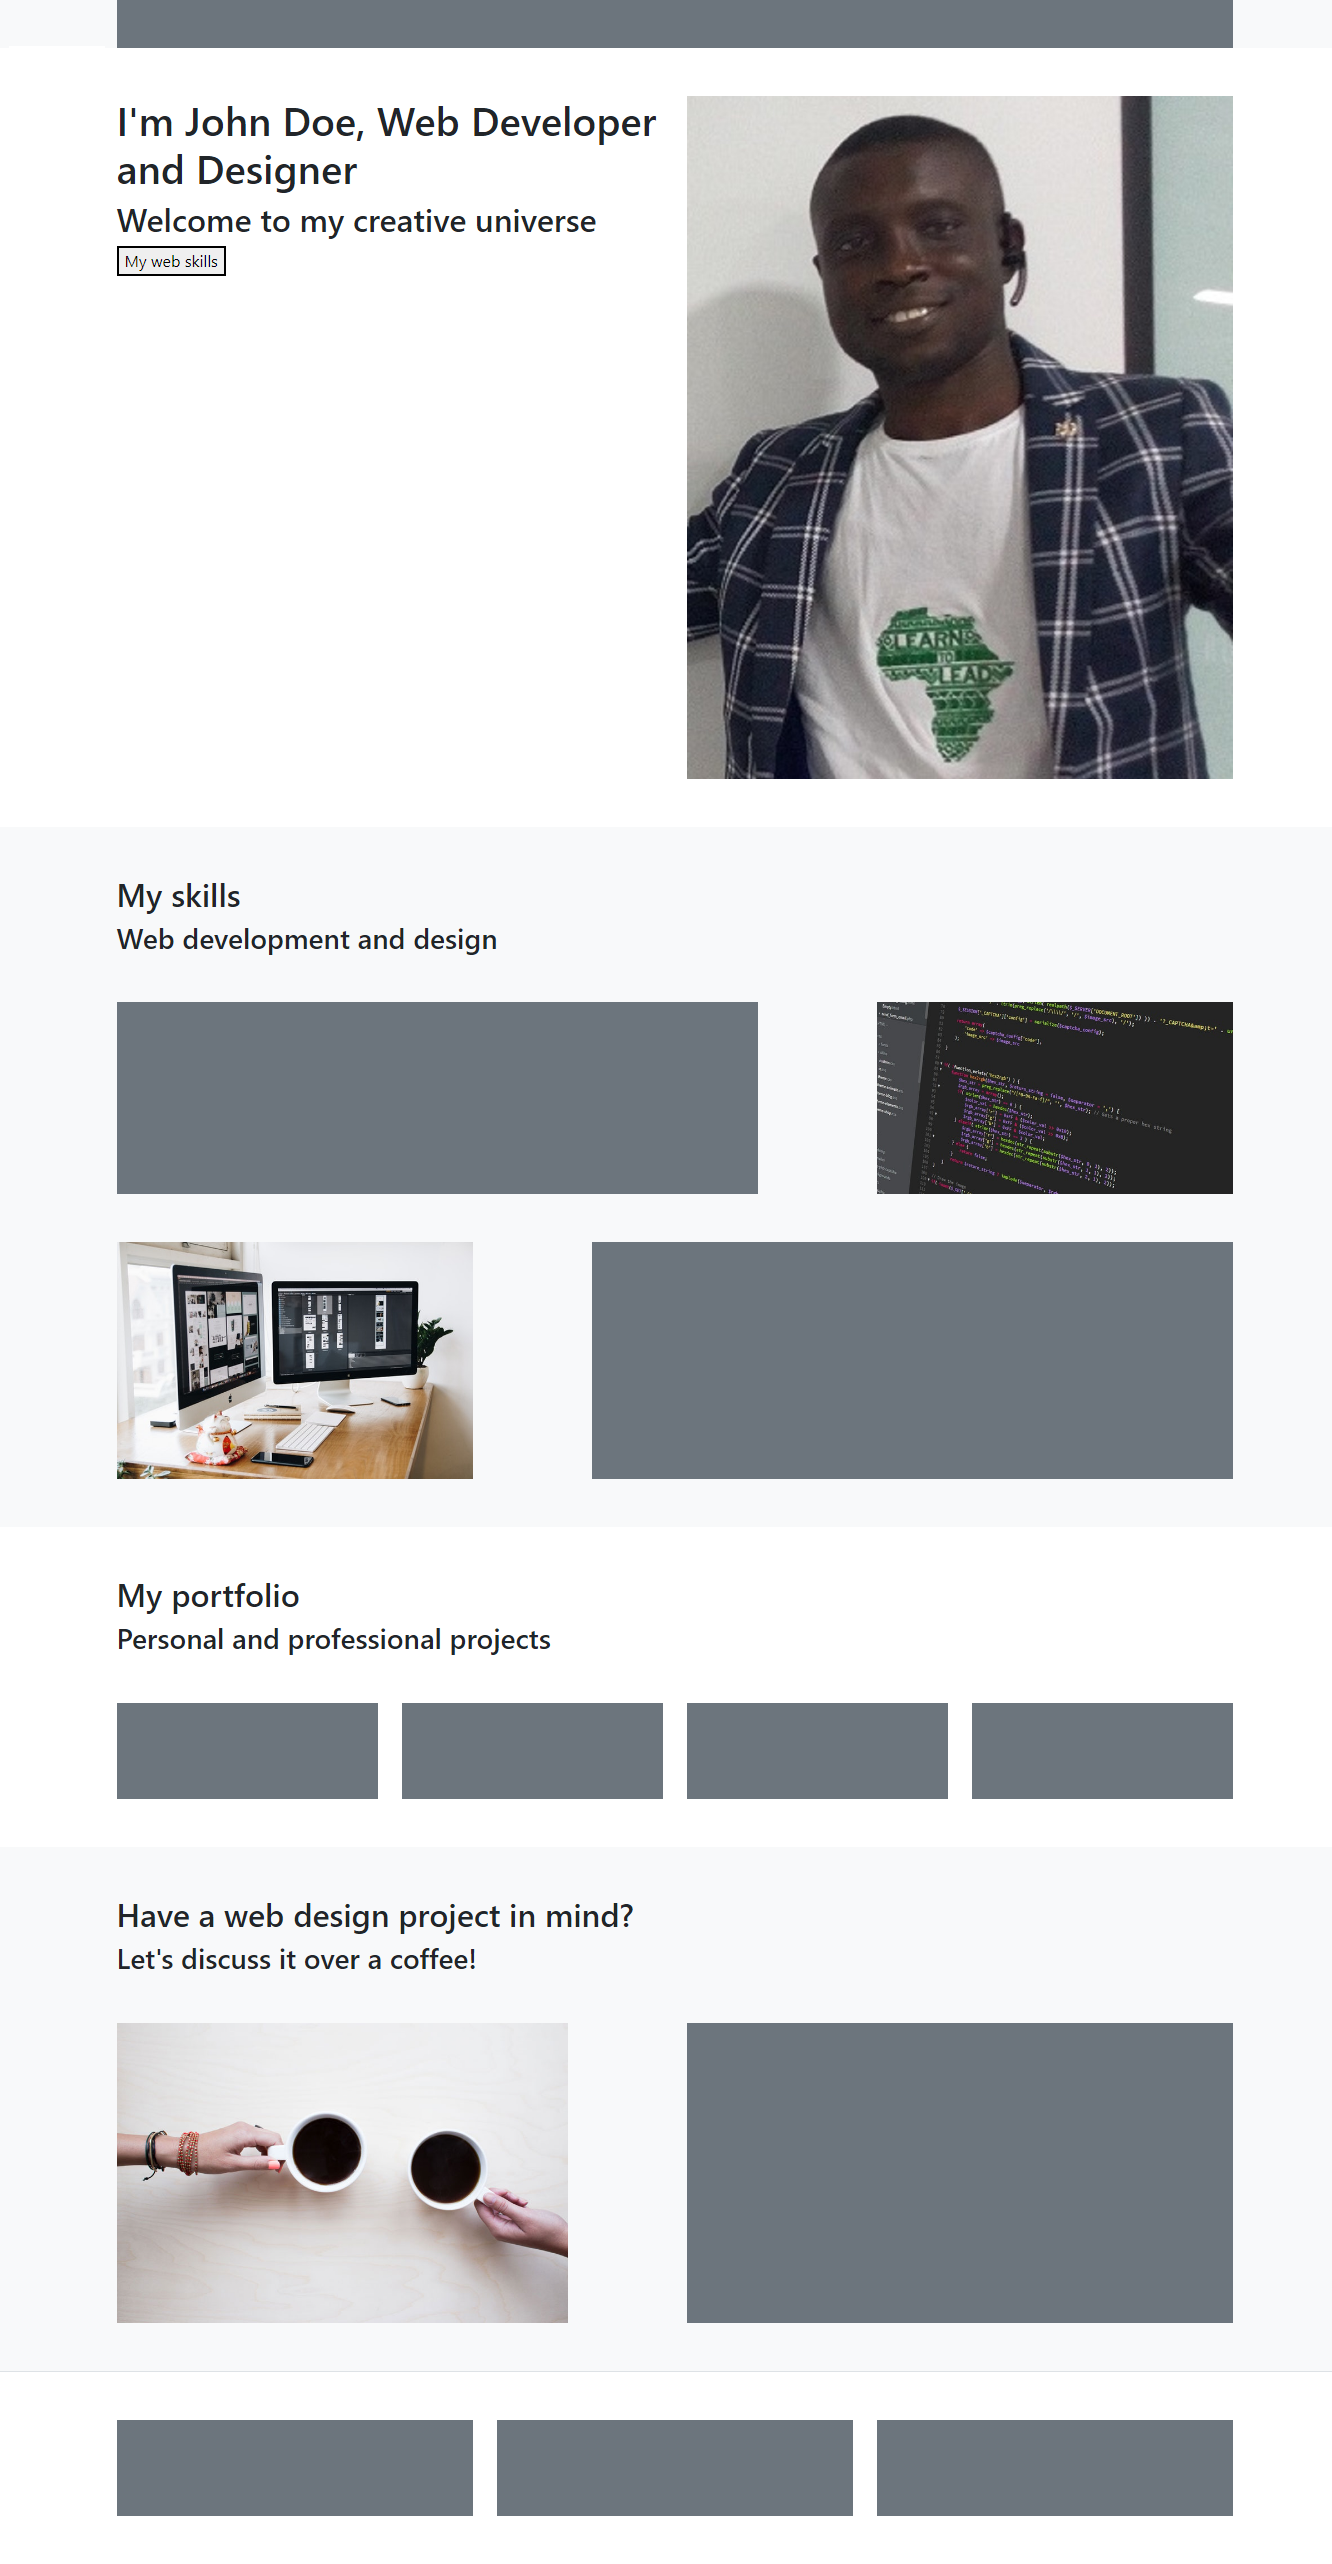 I'm John Doe, Web Developer
and Designer
Welcome to my creative universe
My web skills
LEARN
TO
LEAD
My skills
Web development and design
My portfolio
Personal and professional projects
Have a web design project in mind?
Let's discuss it over a coffee!